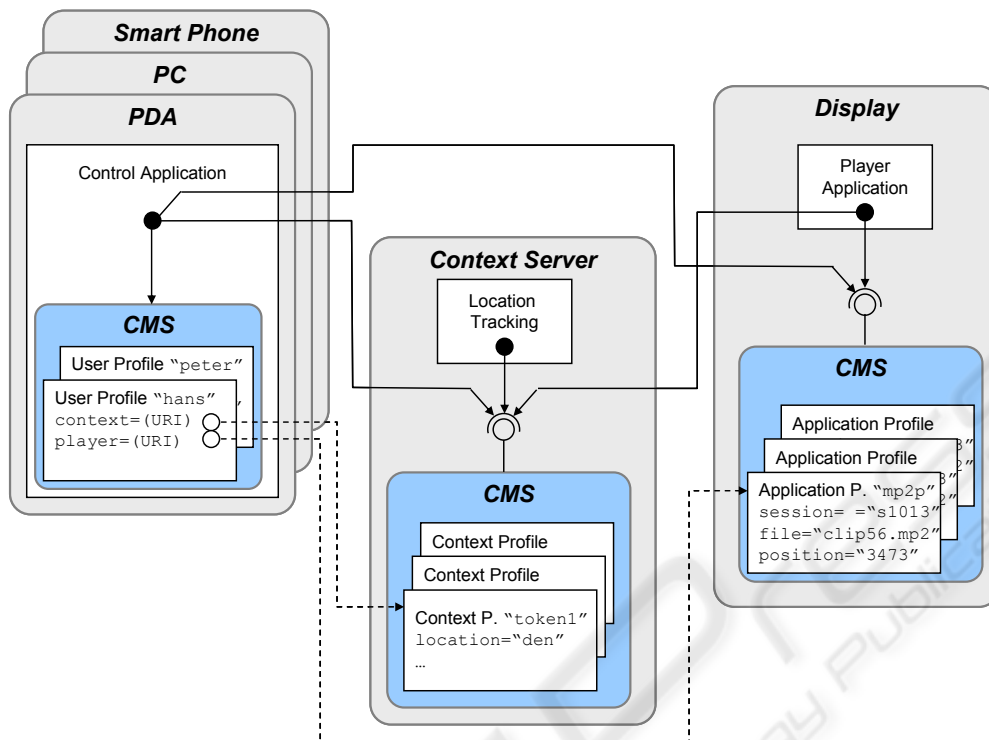 Smart Phone
PC
PDA
Control Application
CMS
User Profile "peter"
User Profile "hans"
context=(URI)
player=(URI)
Context Server
Location
Tracking
CMS
Context Profile
Context Profile
Context P. "token1"
location="den"
…
Display
Player
Application
CMS
Application Profile
Application Profile
Application P. "mp2p"
session= ="s1013"
file="clip56.mp2"
position="3473"